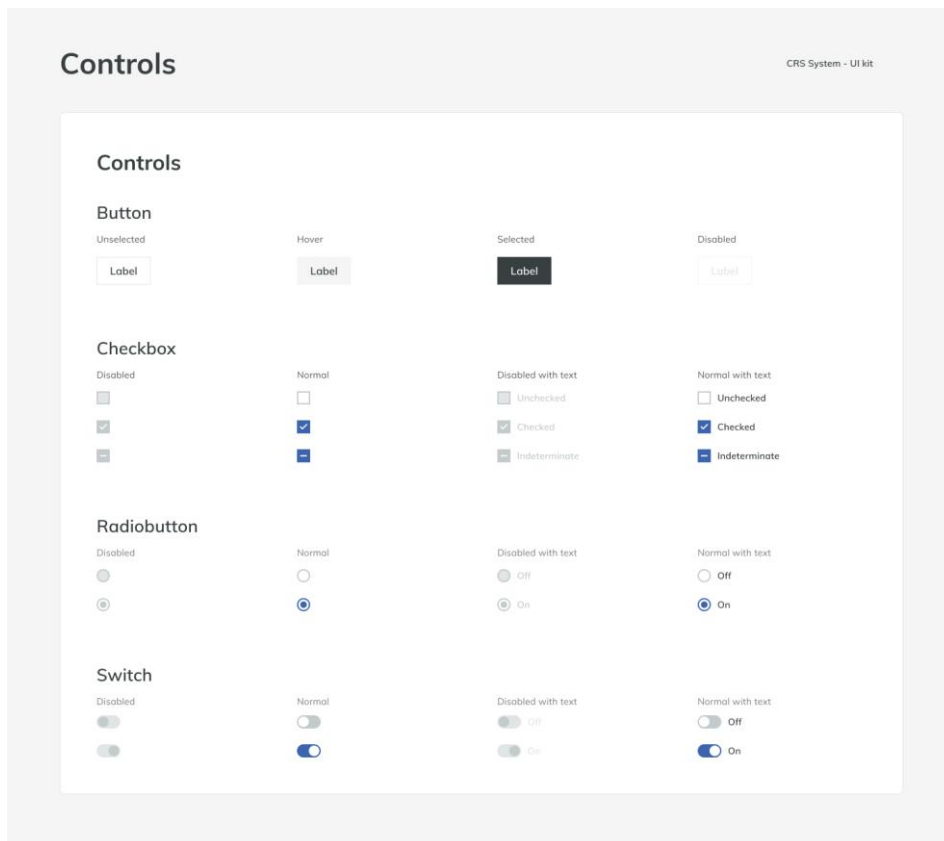 Controls
CRS System - UI kit
Controls
Button
Unselected Hover Selected Disabled
Label Label Label Label
Checkbox
Disabled Normal Disabled with text Normal with text
Unchecked Unchecked
Checked Checked
Indeterminate Indeterminate
Radiobutton
Disabled Normal Disabled with text Normal with text
Off Off
On On
Switch
Disabled Normal Disabled with text Normal with text
Off Off
On On